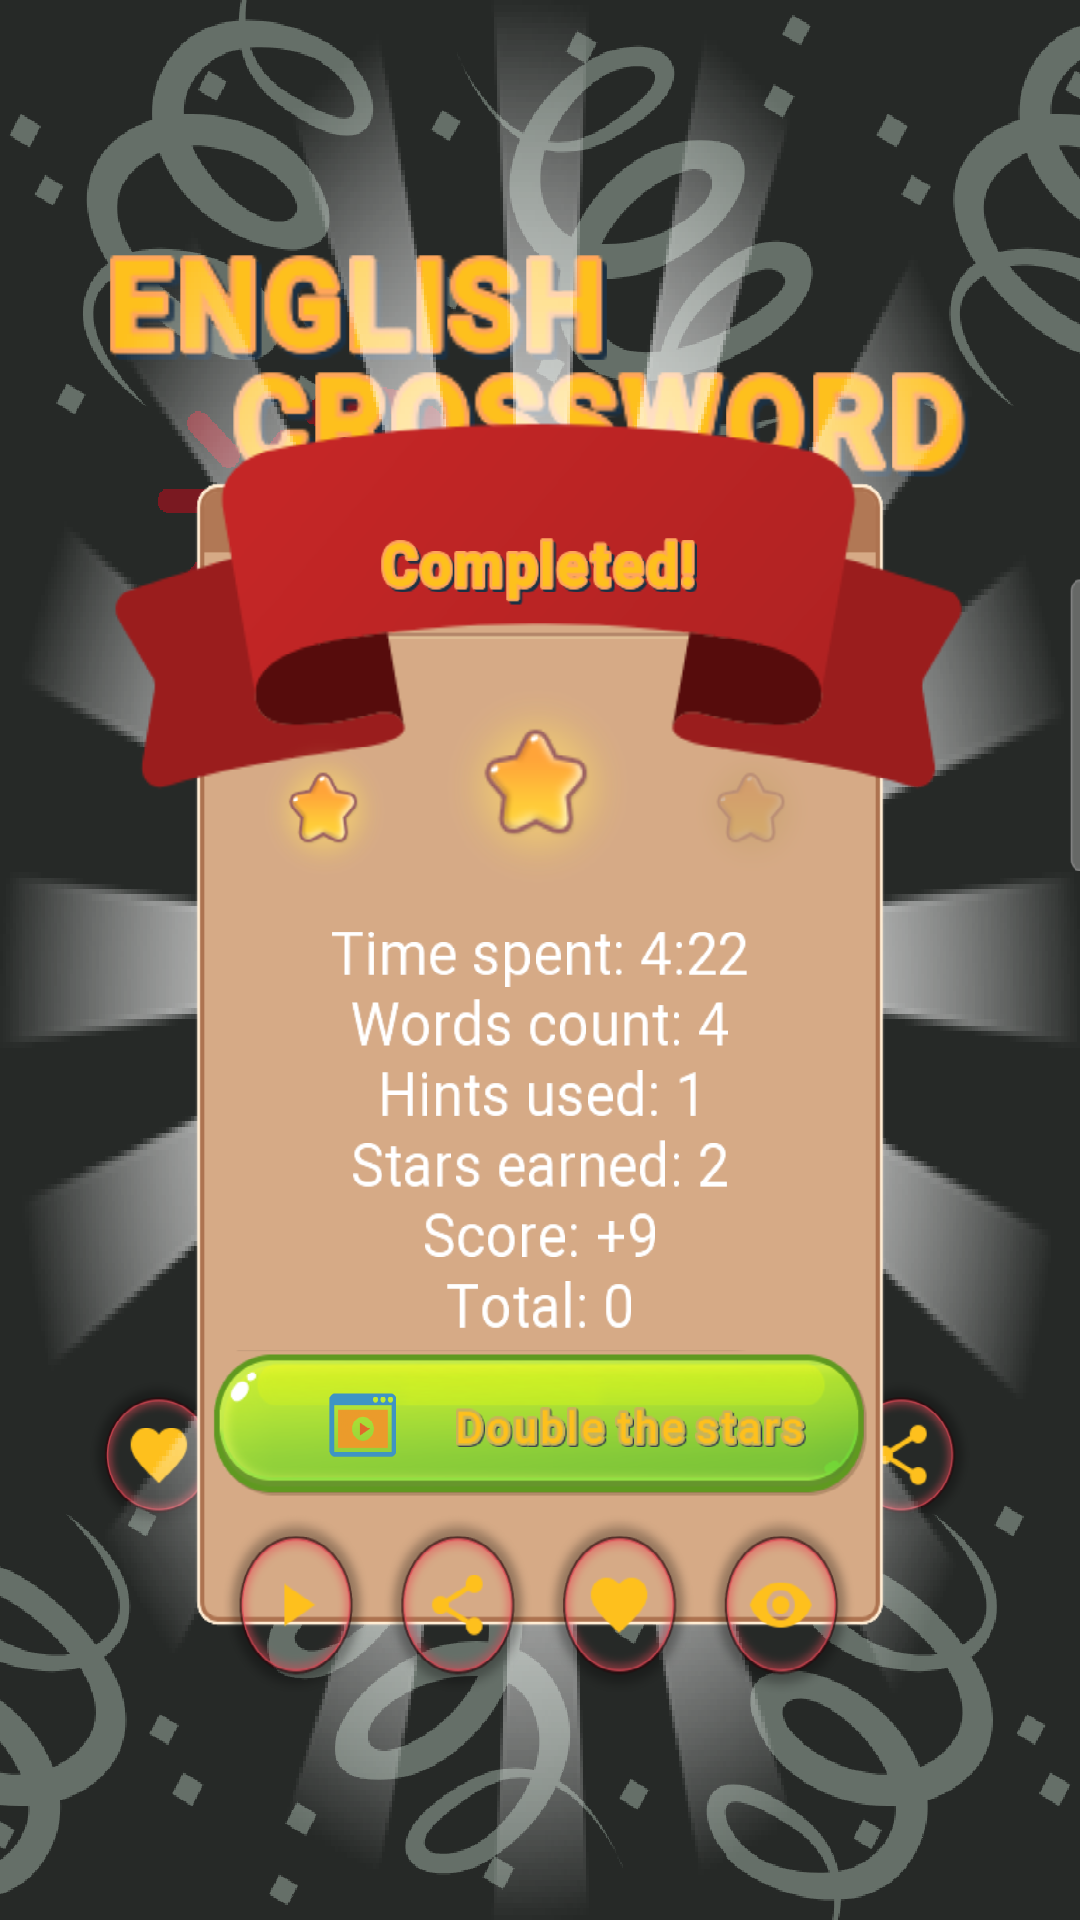 ENGLISH
CROSSWORD
Completed!
Time spent: 4:22
Words count: 4
Hints used: 1
Stars earned: 2
Score: +9
Total: 0
Double the stars